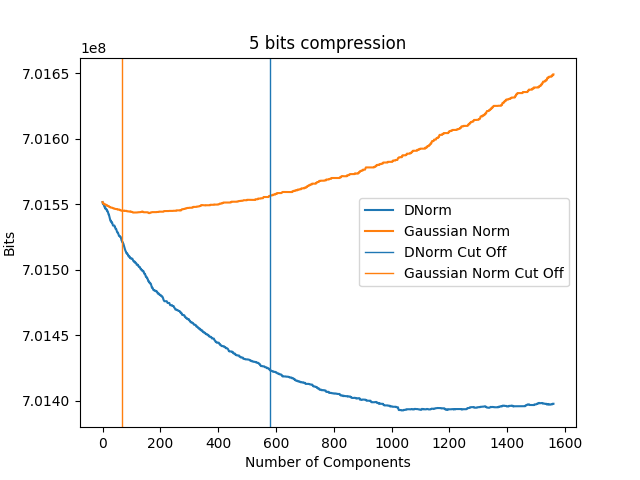 5 bits compression
1e8
7.0165
7.0160
7.0155
7.0150
7.0145
7.0140
Bits
DNorm
Gaussian Norm
DNorm Cut Off
Gaussian Norm Cut Off
0 200 400 600 800 1000 1200 1400 1600
Number of Components